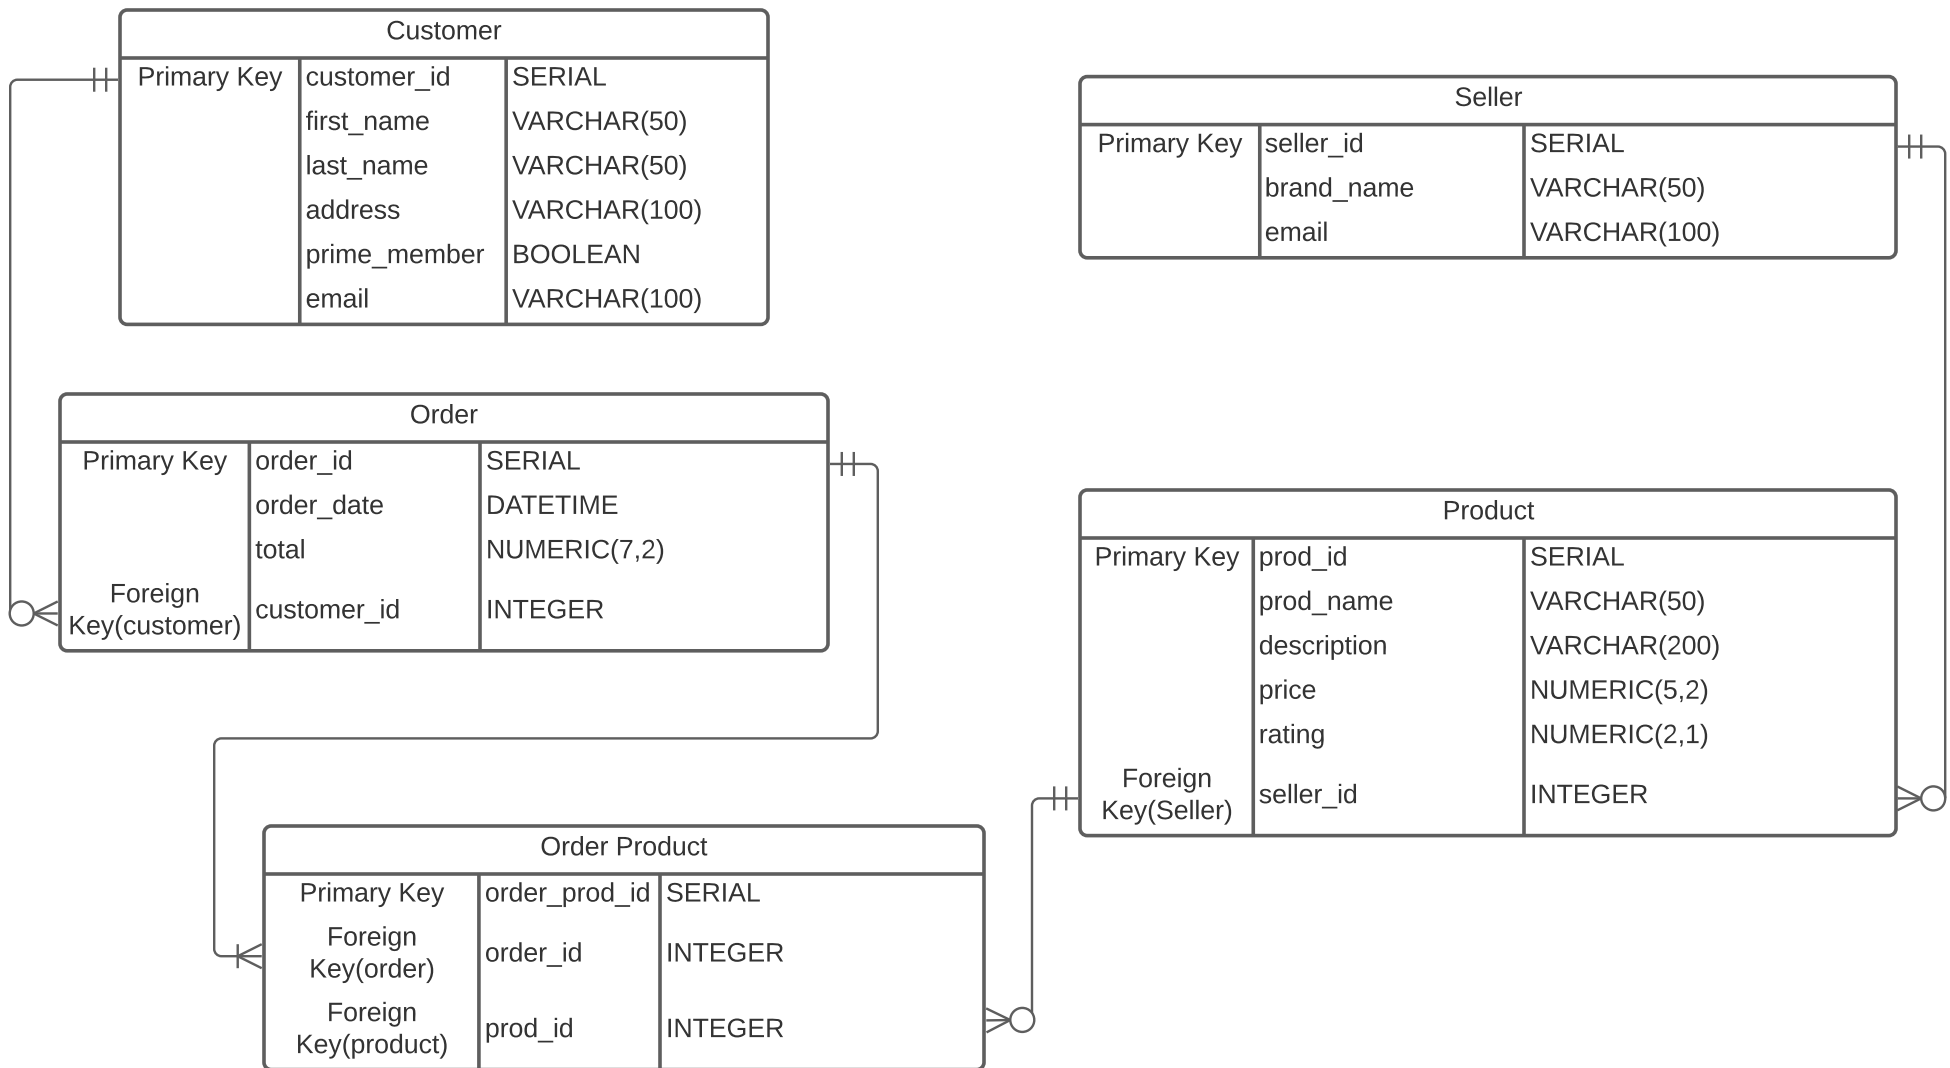 Customer
Primary Key customer_id SERIAL
first_name VARCHAR(50)
last_name VARCHAR(50)
address VARCHAR(100)
prime_member BOOLEAN
email VARCHAR(100)
Seller
Primary Key seller_id SERIAL
brand_name VARCHAR(50)
email VARCHAR(100)
Order
Primary Key order_id SERIAL
order_date DATETIME
total NUMERIC(7,2)
Foreign
Key(customer) customer_id INTEGER
Product
Primary Key prod_id SERIAL
prod_name VARCHAR(50)
description VARCHAR(200)
price NUMERIC(5,2)
rating NUMERIC(2,1)
Foreign
Key(Seller) seller_id INTEGER
Order Product
Primary Key order_prod_id SERIAL
Foreign
Key(order) order_id INTEGER
Foreign
Key(product) prod_id INTEGER